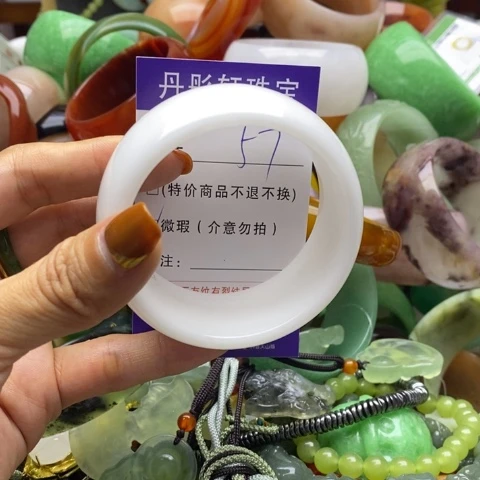 丹彤轩珠宝
57
(特价商品不退不换)
微瑕(介意勿拍)
注: